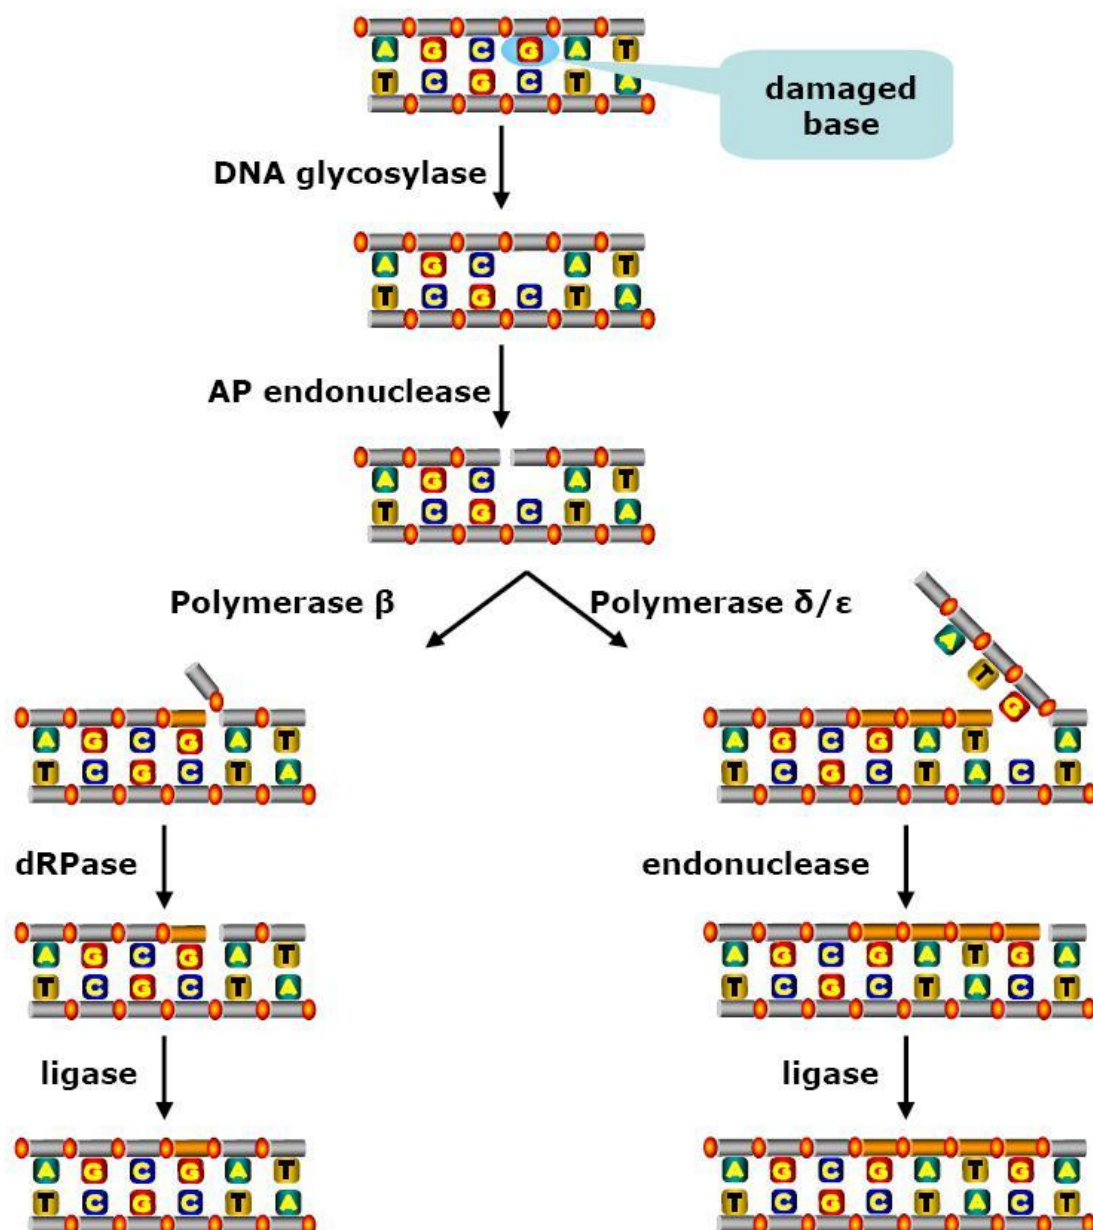 A G C G A T
T C G C T A
damaged
base
DNA glycosylase
A G C A T
T C G C T A
AP endonuclease
A G C A T
T C G C T A
Polymerase β
Polymerase δ/ε
A
T
G
A G C G A T
T C G C T A
A G C G A T A
T C G C T A C T
dRPase
endonuclease
A G C G A T
T C G C T A
A G C G A T G A
T C G C T A C T
ligase
ligase
A G C G A T
T C G C T A
A G C G A T G A
T C G C T A C T